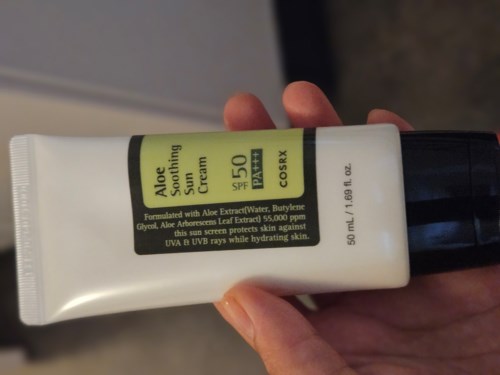 Aloe
Soothing
Sun
Cream
SPF 50
PA+++
COSRX
Formulated with Aloe Extract(Water, Butylene
Glycol, Aloe Arborescens Leaf Extract) 55,000 ppm
this sun screen protects skin against
UVA & UVB rays while hydrating skin.
50 mL / 1.69 fl. oz.